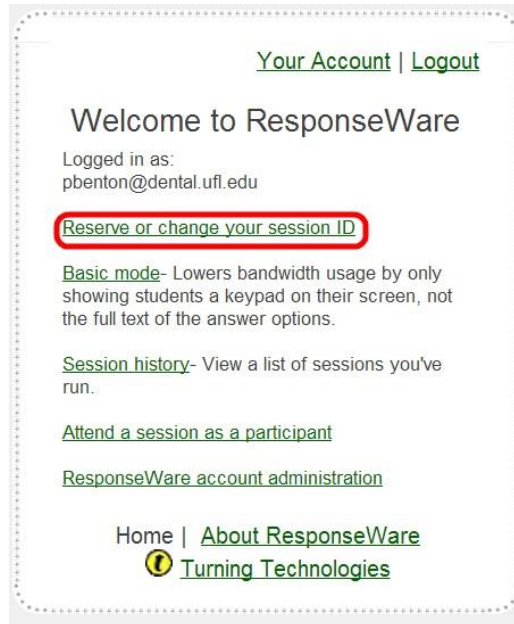 Your Account | Logout
Welcome to ResponseWare
Logged in as:
pbenton@dental.ufl.edu
Reserve or change your session ID
Basic mode- Lowers bandwidth usage by only
showing students a keypad on their screen, not
the full text of the answer options.
Session history- View a list of sessions you've
run.
Attend a session as a participant
ResponseWare account administration
Home | About ResponseWare
t Turning Technologies